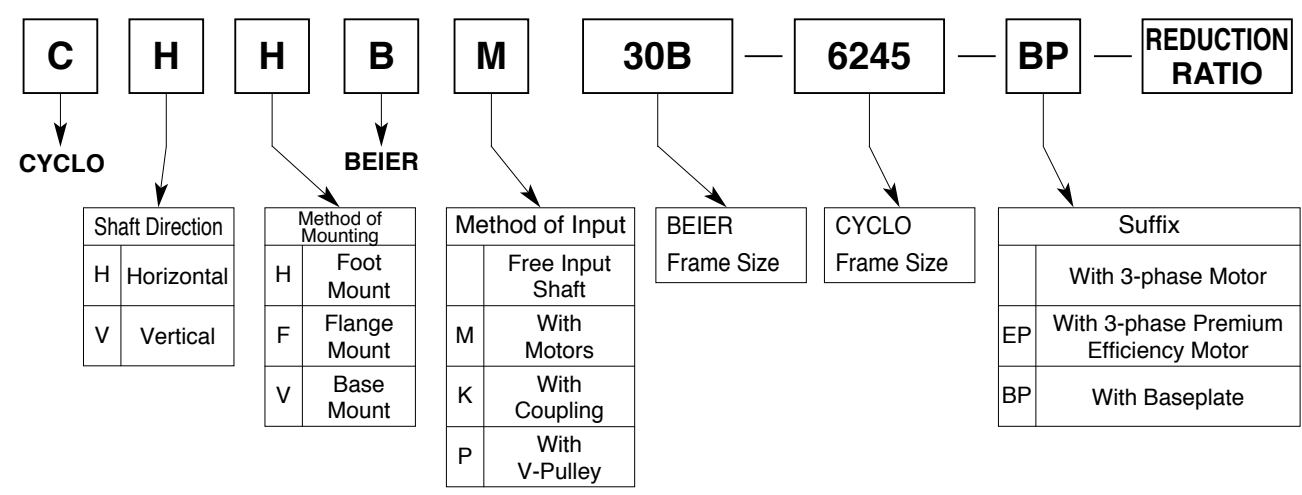 C H H B M 30B — 6245 — BP — REDUCTION
RATIO
CYCLO
BEIER
Shaft Direction
H Horizontal
V Vertical
Method of
Mounting
H Foot
Mount
F Flange
Mount
V Base
Mount
Method of Input
Free Input
Shaft
M With
Motors
K With
Coupling
P With
V-Pulley
BEIER
Frame Size
CYCLO
Frame Size
Suffix
With 3-phase Motor
EP With 3-phase Premium
Efficiency Motor
BP With Baseplate